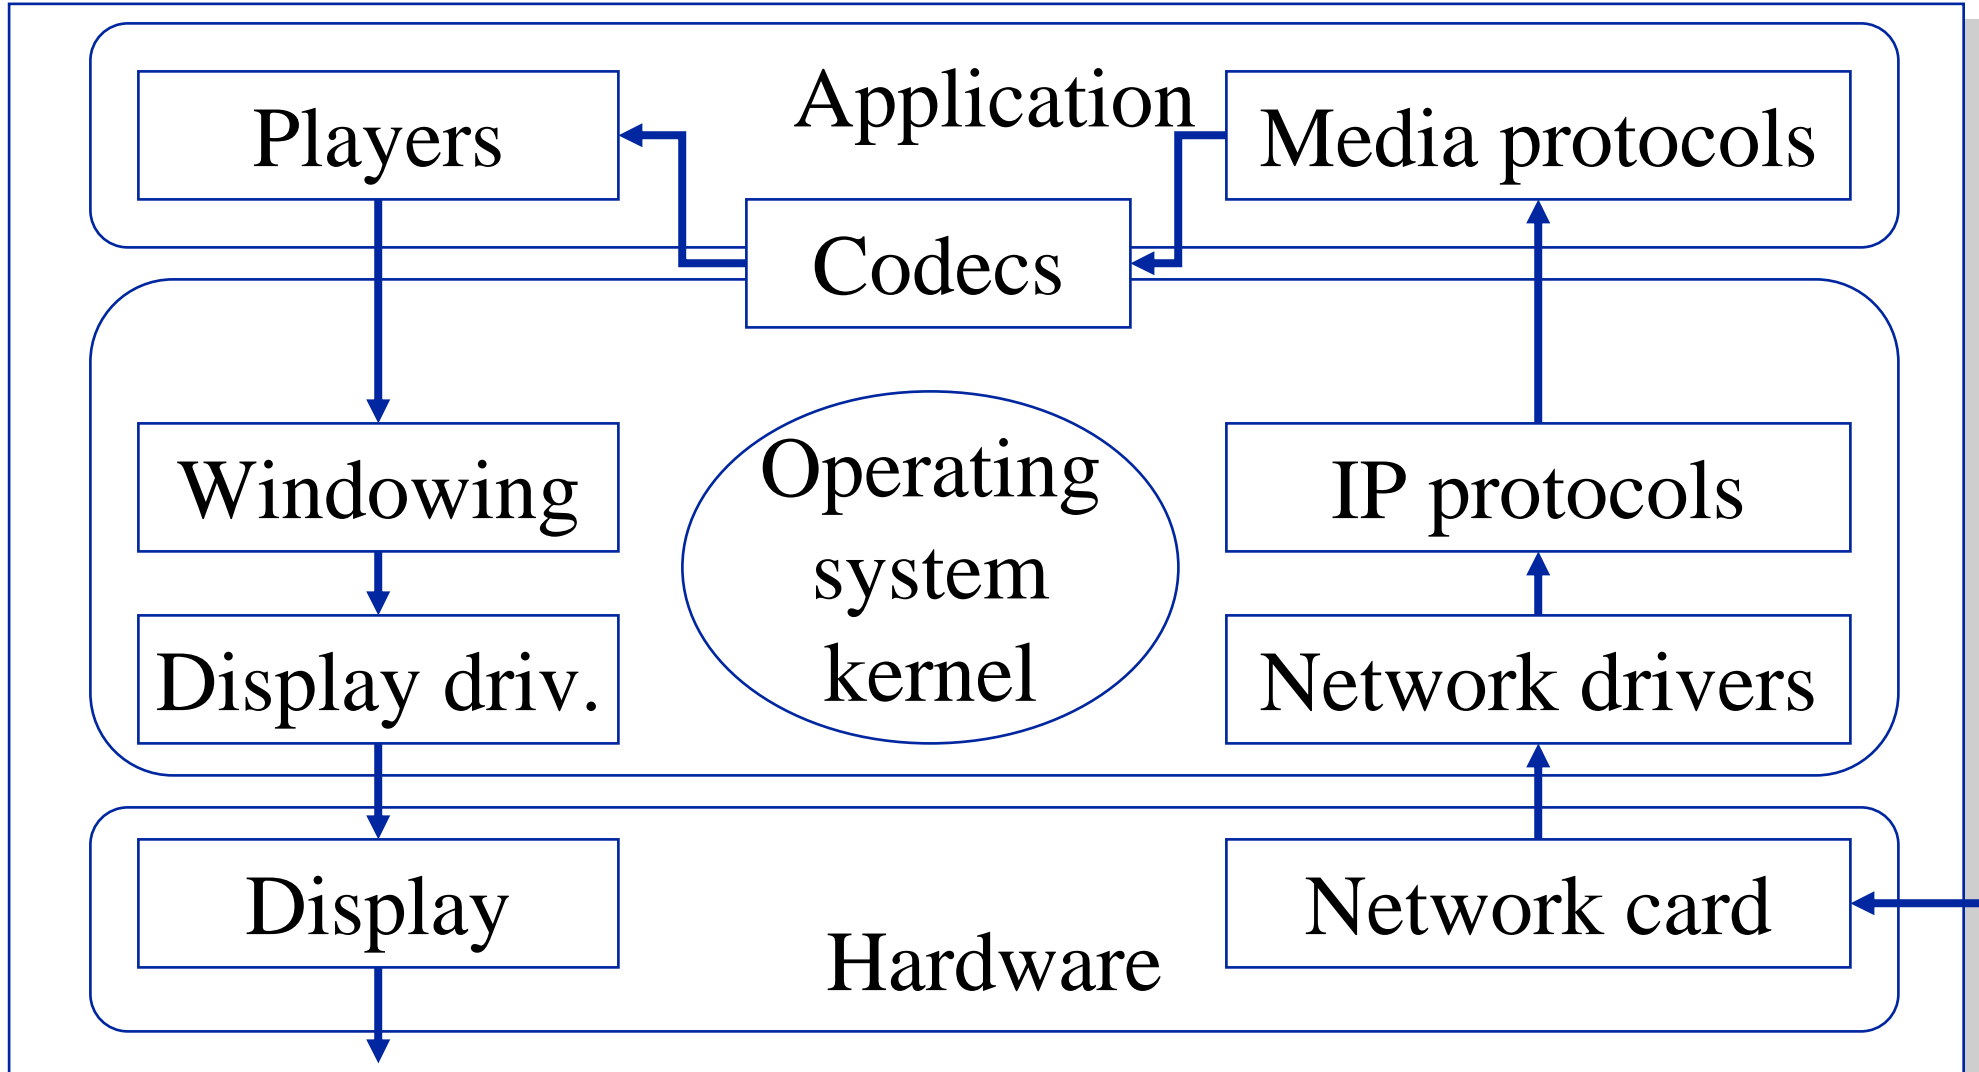 Application
Players
Media protocols
Codecs
Windowing
Operating
system
kernel
IP protocols
Display driv.
Network drivers
Display
Network card
Hardware